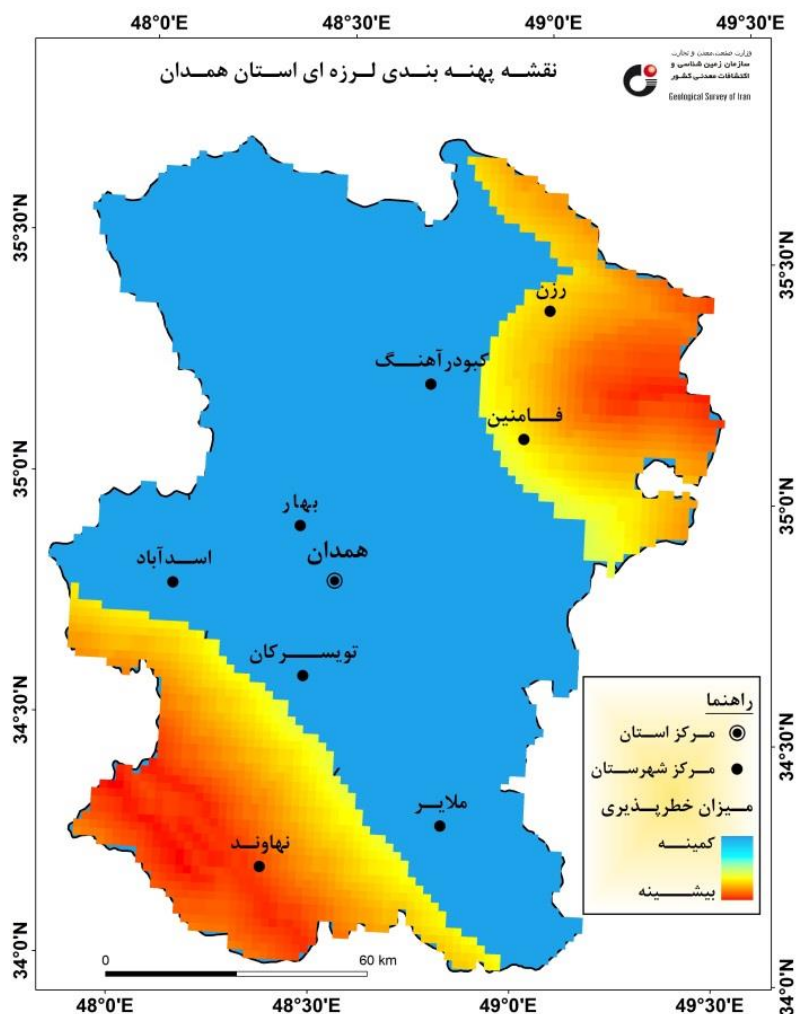 48°0'E 48°30'E 49°0'E 49°30'E
نقشه پهنه بندی لرزه ای استان همدان
وزارت صنعت، معدن و تجارت
سازمان زمین شناسی و
اکتشافات معدنی کشور
Geological Survey of Iran
35°30'N
35°30'N
رزن
کبودرآهنگ
فامنین
35°0'N
35°0'N
بهار
همدان
اسدآباد
تویسرکان
34°30'N
34°30'N
ملایر
نهاوند
34°0'N
34°0'N
راهنما
مرکز استان
مرکز شهرستان
میزان خطرپذیری
کمینه
بیشینه
0 60 km
48°0'E 48°30'E 49°0'E 49°30'E